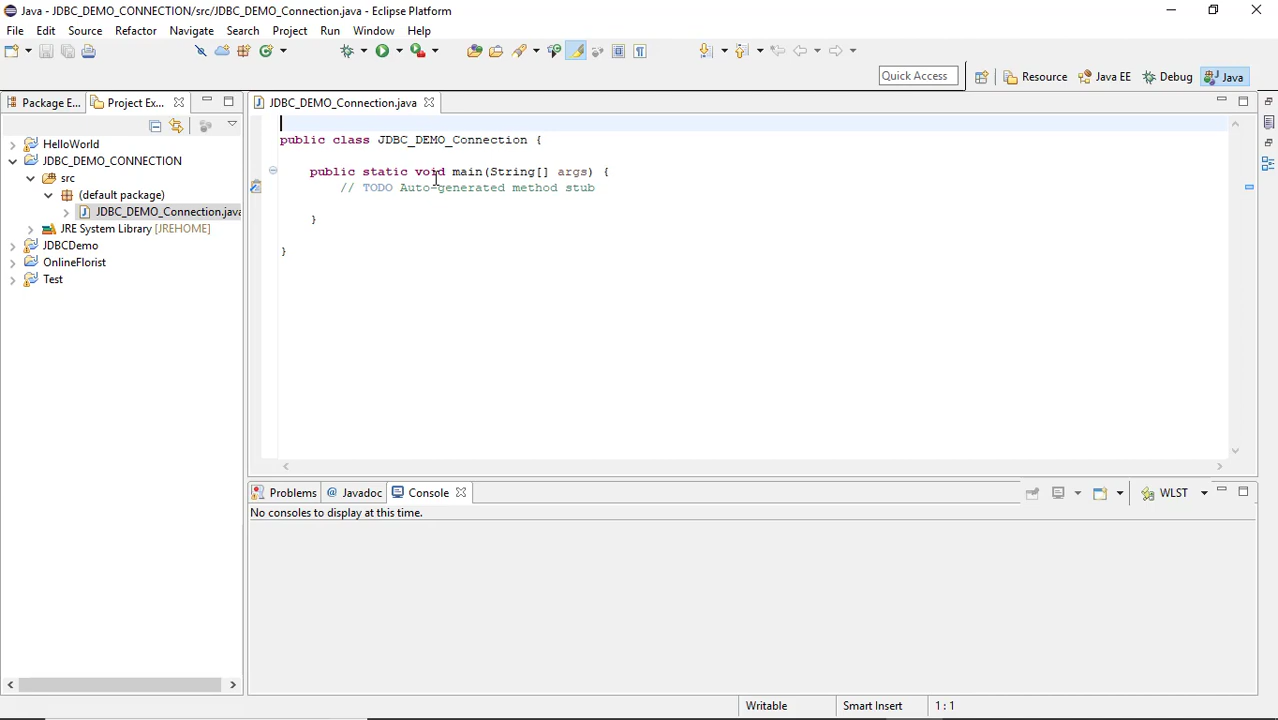 Java - JDBC_DEMO_CONNECTION/src/JDBC_DEMO_Connection.java - Eclipse Platform
File Edit Source Refactor Navigate Search Project Run Window Help
Quick Access
Resource Java EE Debug Java
Package E... Project Ex...
HelloWorld
JDBC_DEMO_CONNECTION
src
(default package)
JDBC_DEMO_Connection.java
JRE System Library [JREHOME]
JDBCDemo
OnlineFlorist
Test
JDBC_DEMO_Connection.java
public class JDBC_DEMO_Connection {
public static void main(String[] args) {
// TODO Auto-generated method stub
}
}
Problems @ Javadoc Console WLST
No consoles to display at this time.
Writable Smart Insert 1 : 1